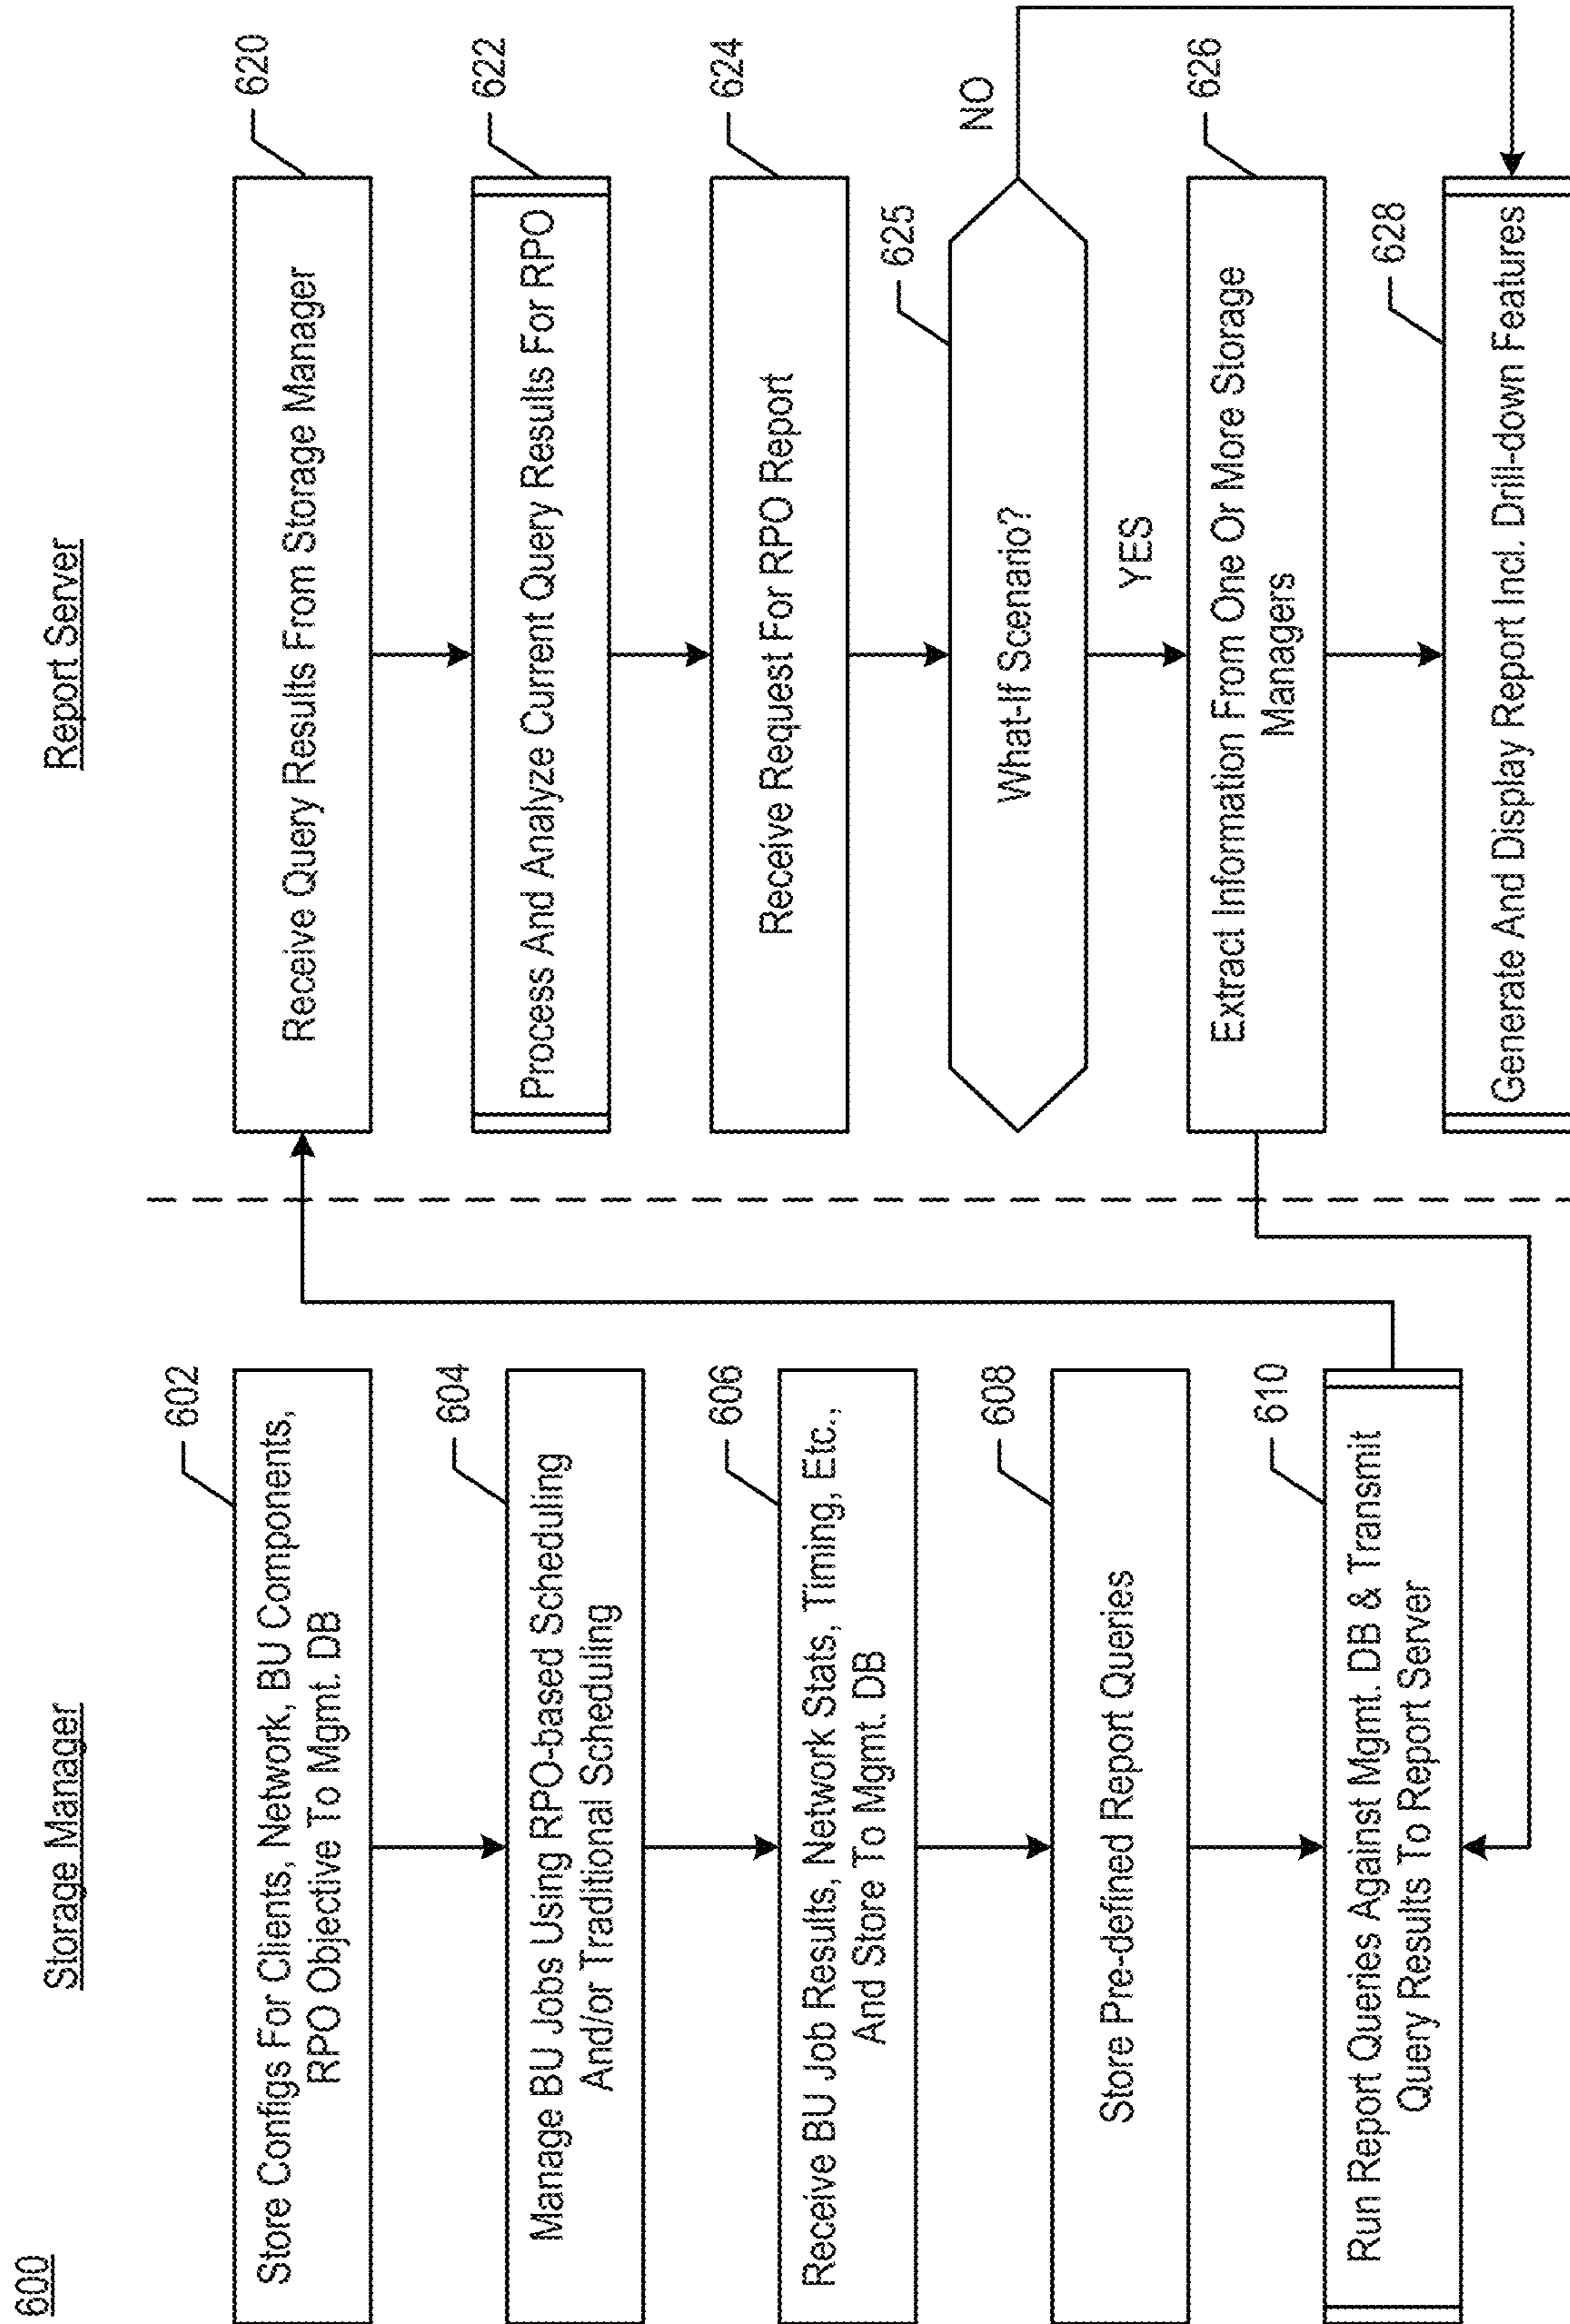 600
Storage Manager
Store Configs For Clients, Network, BU Components,
RPO Objective To Mgmt. DB
602
Manage BU Jobs Using RPO-based Scheduling
And/or Traditional Scheduling
604
Receive BU Job Results, Network Stats, Timing, Etc.,
And Store To Mgmt. DB
606
Store Pre-defined Report Queries
608
Run Report Queries Against Mgmt. DB & Transmit
Query Results To Report Server
610
Report Server
Receive Query Results From Storage Manager
620
Process And Analyze Current Query Results For RPO
622
Receive Request For RPO Report
624
What-If Scenario?
625
NO
YES
Extract Information From One Or More Storage
Managers
626
Generate And Display Report Incl. Drill-down Features
628